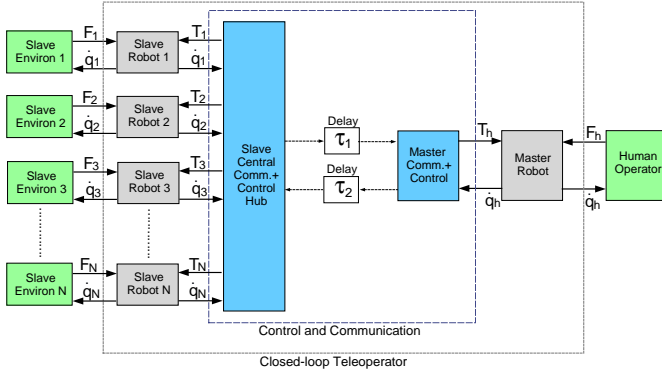 Slave
Environ 1
F1
q̇1
Slave
Robot 1
T1
q̇1
Slave
Environ 2
F2
q̇2
Slave
Robot 2
T2
q̇2
Slave
Environ 3
F3
q̇3
Slave
Robot 3
T3
q̇3
Slave
Environ N
FN
q̇N
Slave
Robot N
TN
q̇N
Slave
Central
Comm.+
Control
Hub
Delay
τ1
Delay
τ2
Master
Comm.+
Control
Th
q̇h
Master
Robot
Fh
q̇h
Human
Operator
Control and Communication
Closed-loop Teleoperator